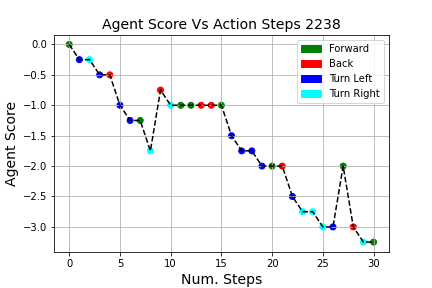 Agent Score Vs Action Steps 2238
Forward
Back
Turn Left
Turn Right
Agent Score
0.0
−0.5
−1.0
−1.5
−2.0
−2.5
−3.0
0 5 10 15 20 25 30
Num. Steps